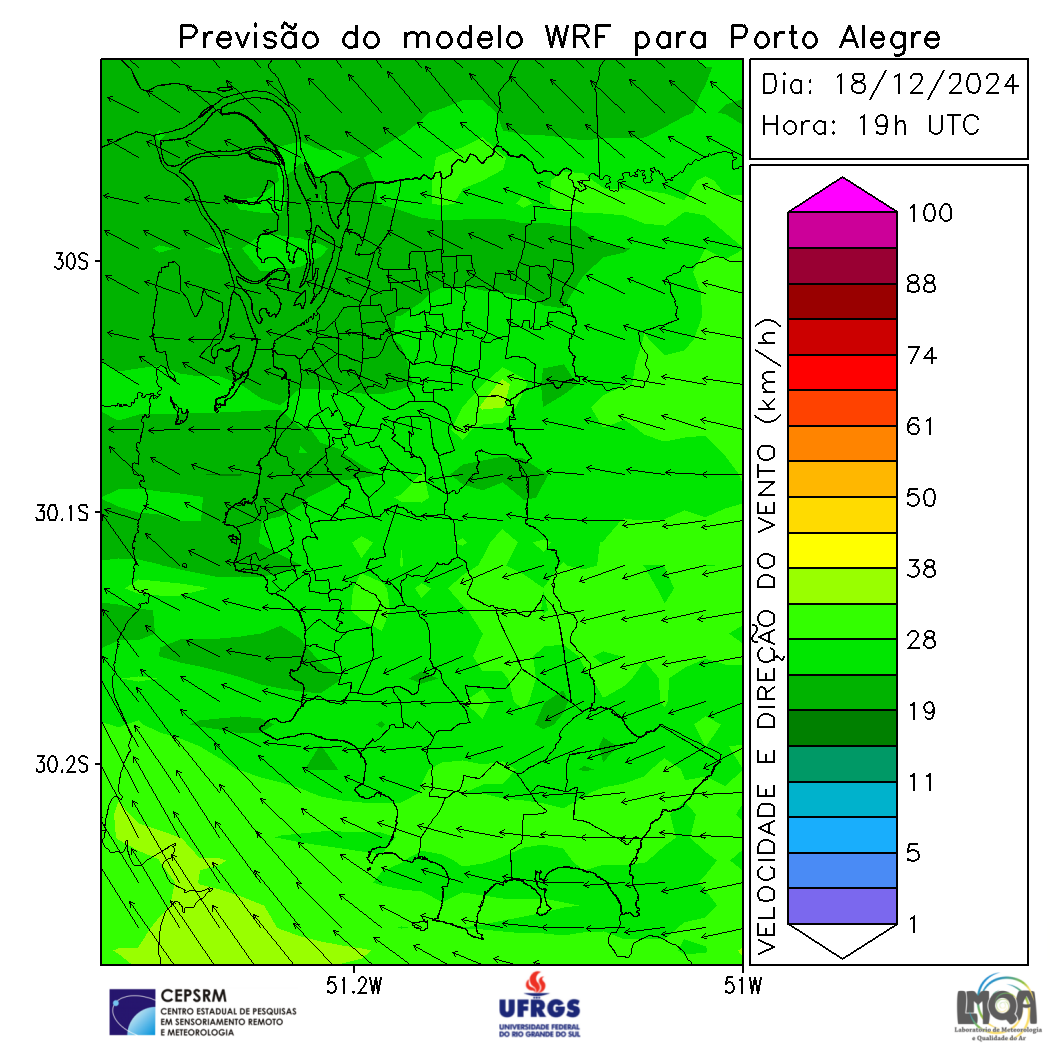 Previsão do modelo WRF para Porto Alegre
Dia: 18/12/2024
Hora: 19h UTC
VELOCIDADE E DIREÇÃO DO VENTO (km/h)
100
88
74
61
50
38
28
19
11
5
1
30S
30.1S
30.2S
51.2W
51W
CEPSRM
CENTRO ESTADUAL DE PESQUISAS
EM SENSORIAMENTO REMOTO
E METEOROLOGIA
UFRGS
UNIVERSIDADE FEDERAL
DO RIO GRANDE DO SUL
LMQA
Laboratório de Meteorologia
e Qualidade do Ar